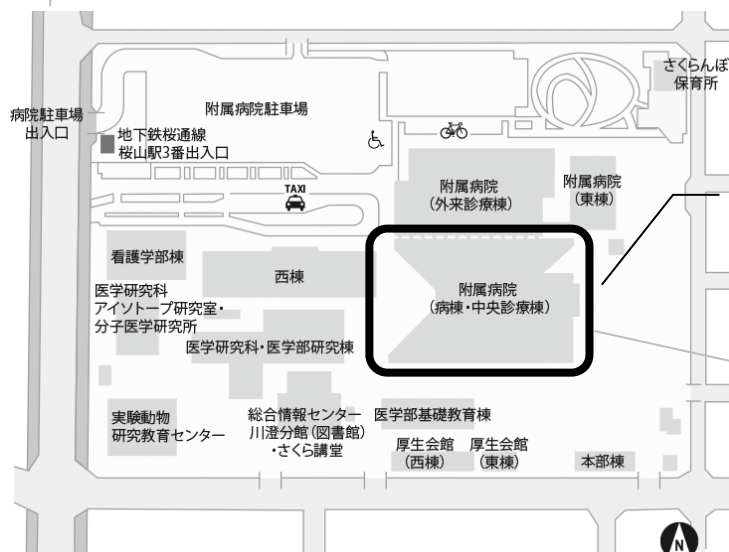 さくらんぼ
保育所
病院駐車場
出入口
附属病院駐車場
地下鉄桜通線
桜山駅3番出入口
TAXI
附属病院
（外来診療棟）
附属病院
（東棟）
看護学部棟
西棟
附属病院
（病棟・中央診療棟）
医学研究科
アイソトープ研究室・
分子医学研究所
医学研究科・医学部研究棟
実験動物
研究教育センター
総合情報センター
川澄分館（図書館）
・さくら講堂
医学部基礎教育棟
厚生会館
（西棟）
厚生会館
（東棟）
本部棟
N